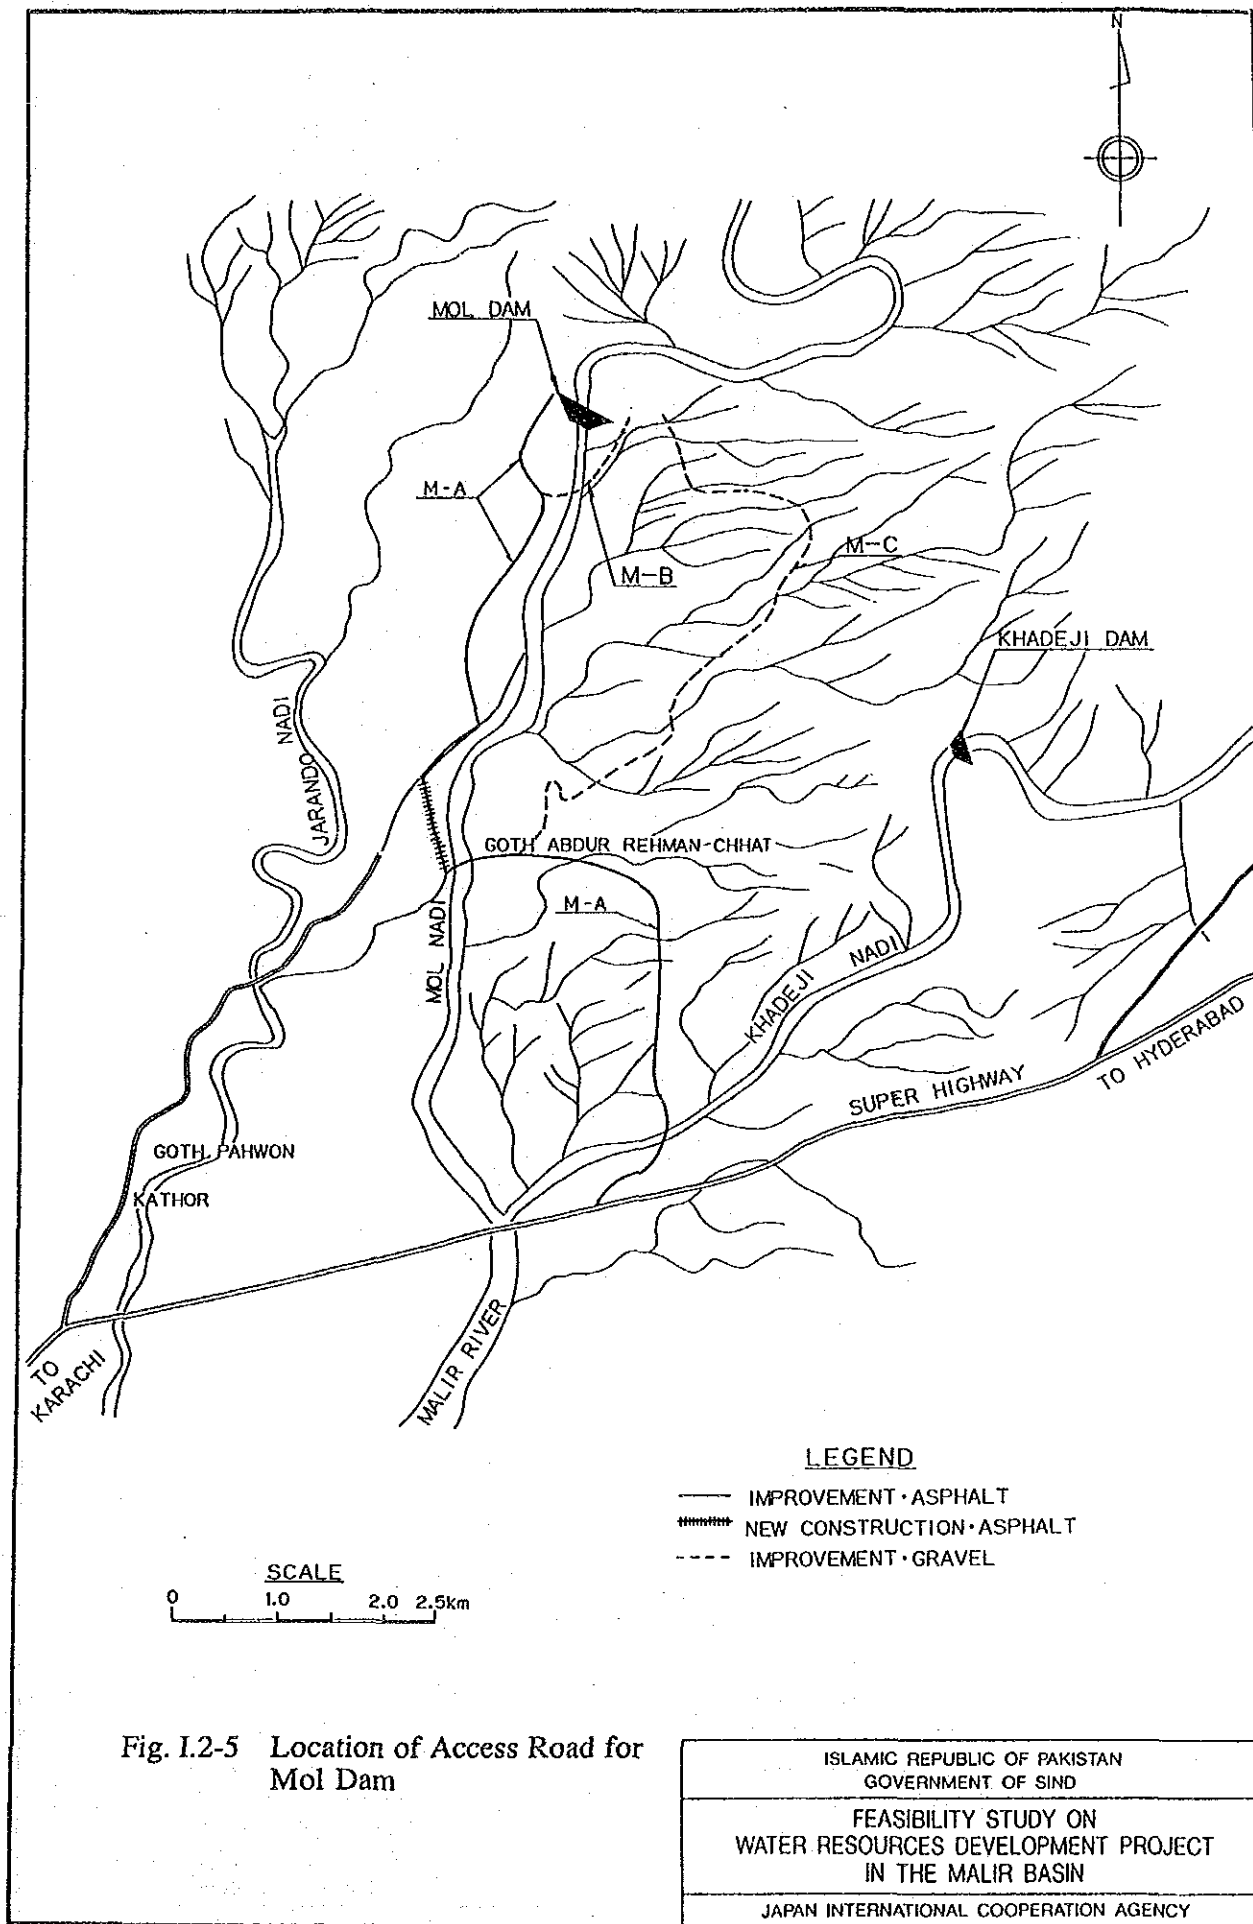 N
MOL DAM
M-A
M-B
M-C
KHADEJI DAM
JARANDO NADI
GOTH ABDUR REHMAN-CHHAT
M-A
MOL NADI
KHADEJI NADI
SUPER HIGHWAY
TO HYDERABAD
GOTH PAHWON
KATHOR
TO
KARACHI
MALIR RIVER
LEGEND
IMPROVEMENT・ASPHALT
NEW CONSTRUCTION・ASPHALT
IMPROVEMENT・GRAVEL
SCALE
0 1.0 2.0 2.5km
Fig. I.2-5 Location of Access Road for
Mol Dam
ISLAMIC REPUBLIC OF PAKISTAN
GOVERNMENT OF SIND
FEASIBILITY STUDY ON
WATER RESOURCES DEVELOPMENT PROJECT
IN THE MALIR BASIN
JAPAN INTERNATIONAL COOPERATION AGENCY